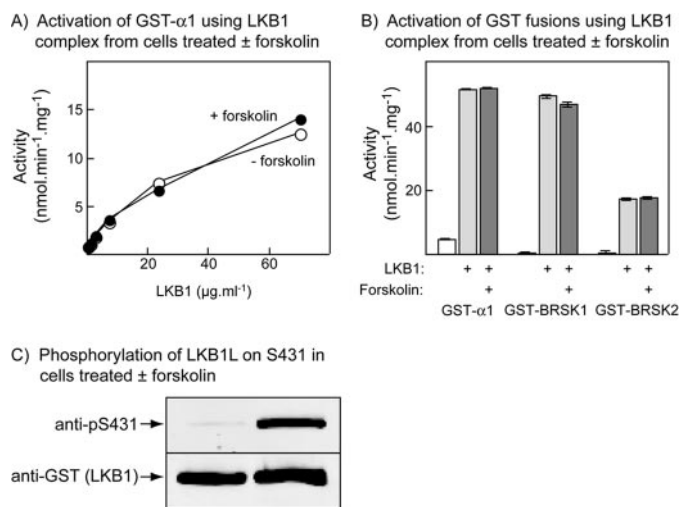 A) Activation of GST-α1 using LKB1
complex from cells treated ± forskolin
Activity
(nmol.min⁻¹.mg⁻¹)
15
10
5
+ forskolin
- forskolin
20
40
60
LKB1 (µg.ml⁻¹)
B) Activation of GST fusions using LKB1
complex from cells treated ± forskolin
Activity
(nmol.min⁻¹.mg⁻¹)
40
20
LKB1: + + + + + +
Forskolin: + + +
GST-α1 GST-BRSK1 GST-BRSK2
C) Phosphorylation of LKB1L on S431 in
cells treated ± forskolin
anti-pS431
anti-GST (LKB1)